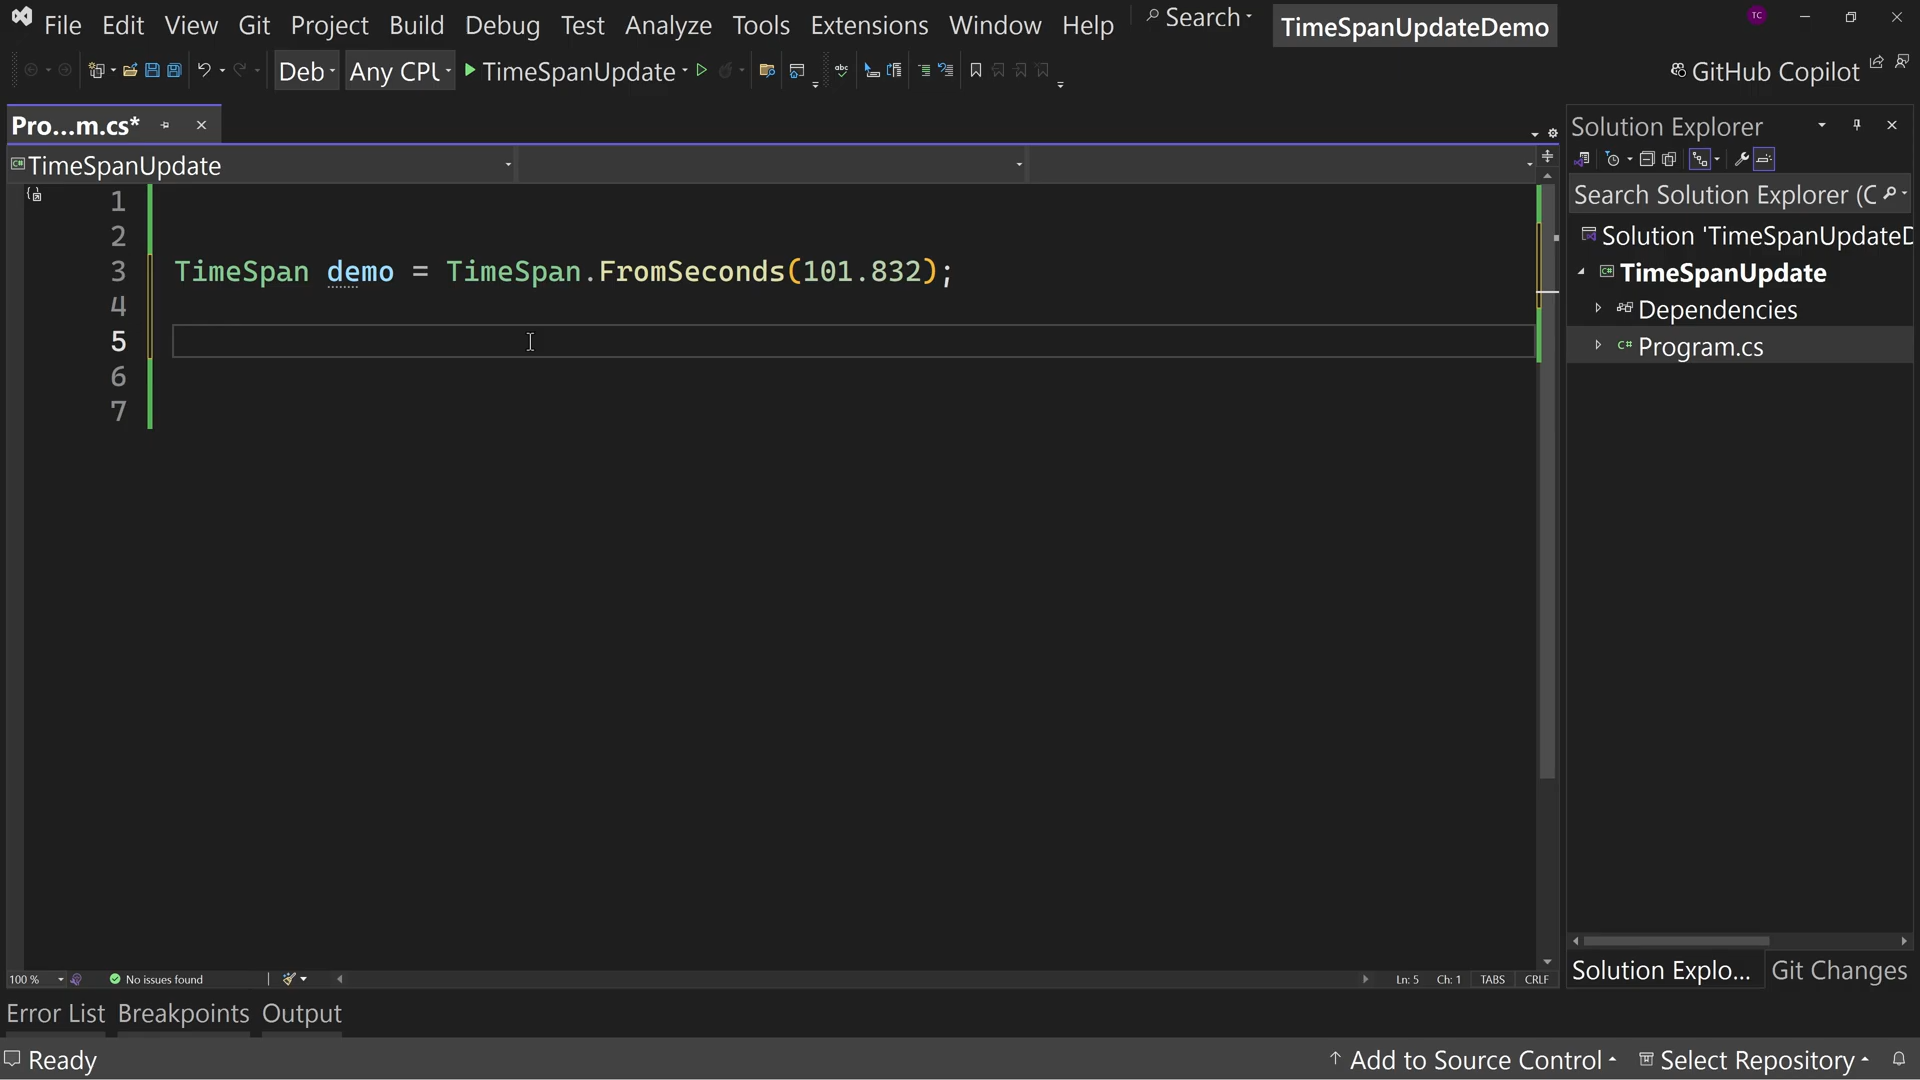 File Edit View Git Project Build Debug Test Analyze Tools Extensions Window Help Search TimeSpanUpdateDemo TC
Deb Any CPU TimeSpanUpdate GitHub Copilot
Pro...m.cs*
TimeSpanUpdate
1
2
3 TimeSpan demo = TimeSpan.FromSeconds(101.832);
4
5
6
7
Solution Explorer
Search Solution Explorer (C
Solution 'TimeSpanUpdateD
TimeSpanUpdate
Dependencies
C# Program.cs
100 % No issues found Ln: 5 Ch: 1 TABS CRLF
Solution Explo... Git Changes
Error List Breakpoints Output
Ready Add to Source Control Select Repository